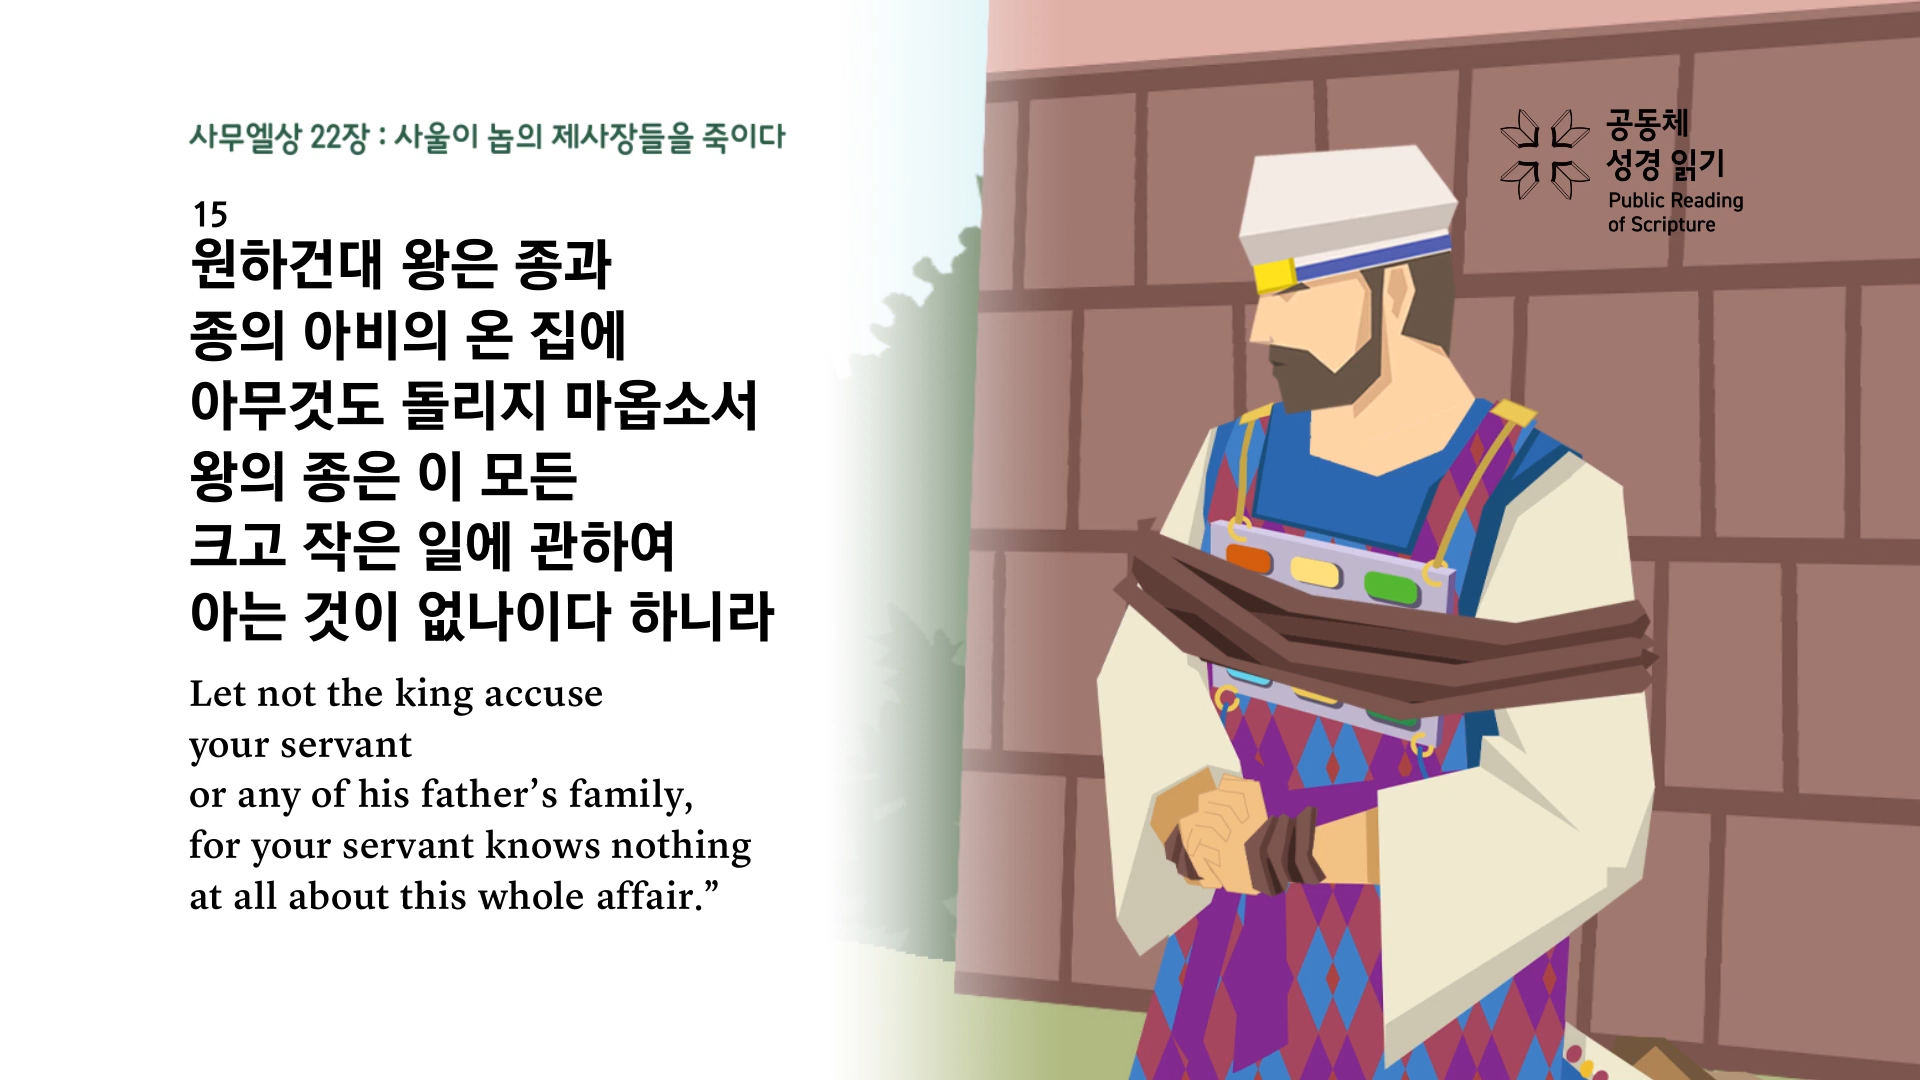 사무엘상 22장 : 사울이 놉의 제사장들을 죽이다
15
원하건대 왕은 종과
종의 아비의 온 집에
아무것도 돌리지 마옵소서
왕의 종은 이 모든
크고 작은 일에 관하여
아는 것이 없나이다 하니라
Let not the king accuse
your servant
or any of his father’s family,
for your servant knows nothing
at all about this whole affair.”
공동체
성경 읽기
Public Reading
of Scripture